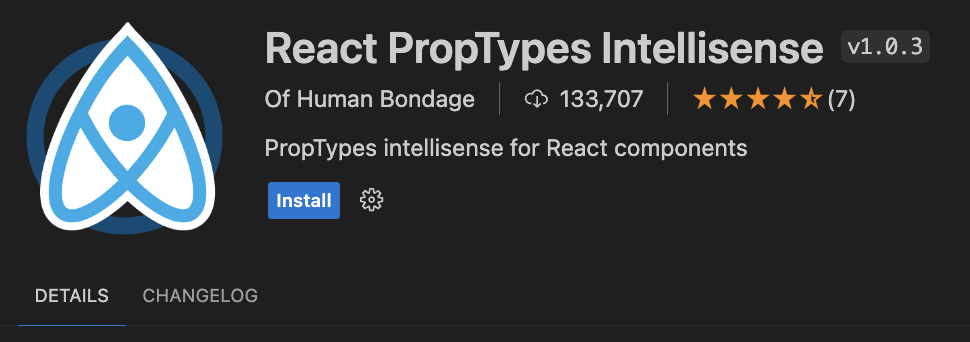 React PropTypes Intellisense v1.0.3
Of Human Bondage 133,707 (7)
PropTypes intellisense for React components
Install
DETAILS CHANGELOG